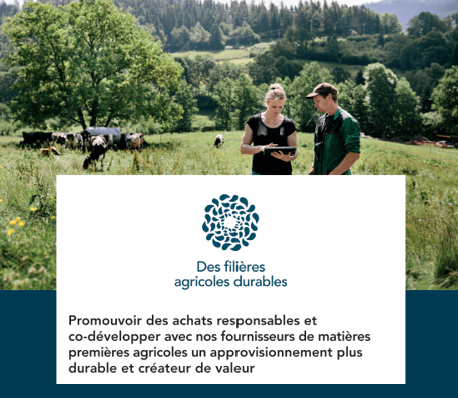 Des filières
agricoles durables
Promouvoir des achats responsables et
co-développer avec nos fournisseurs de matières
premières agricoles un approvisionnement plus
durable et créateur de valeur